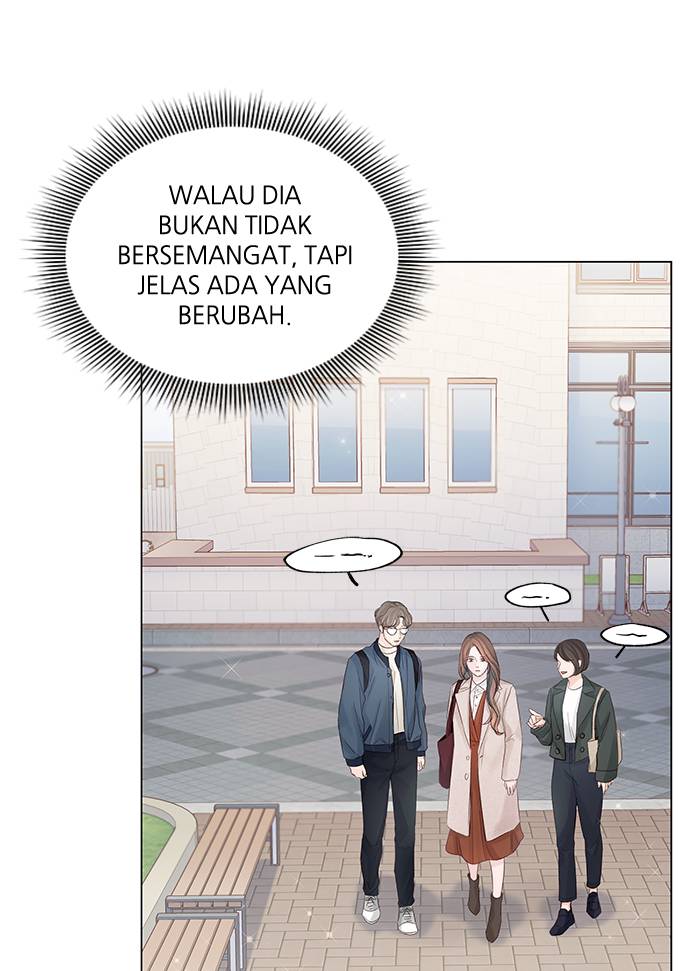 WALAU DIA
BUKAN TIDAK
BERSEMANGAT, TAPI
JELAS ADA YANG
BERUBAH.